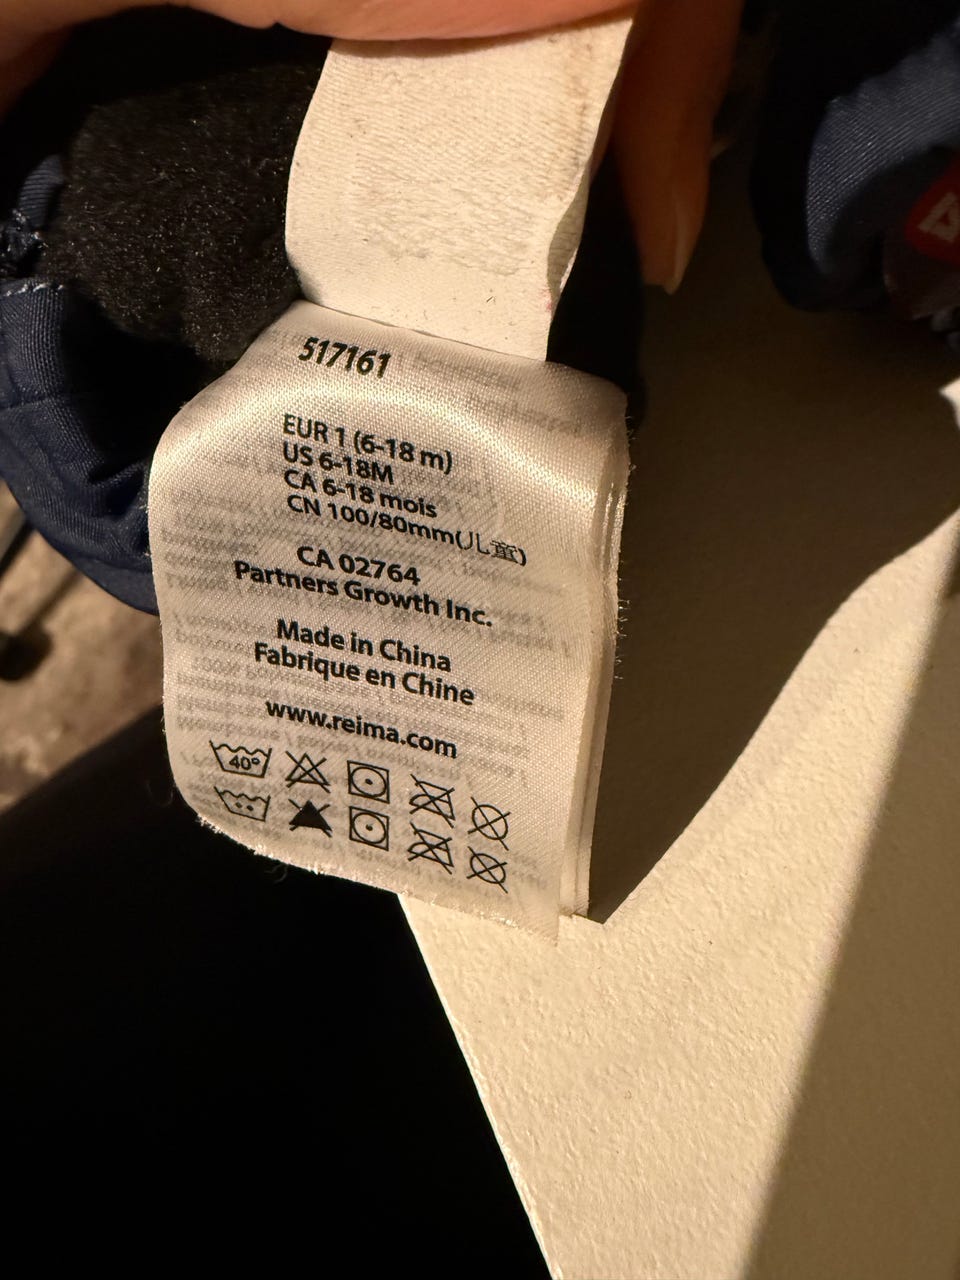 517161
EUR 1 (6-18 m)
US 6-18M
CA 6-18 mois
CN 100/80mm(儿童)
CA 02764
Partners Growth Inc.
Made in China
Fabrique en Chine
www.reima.com
40°